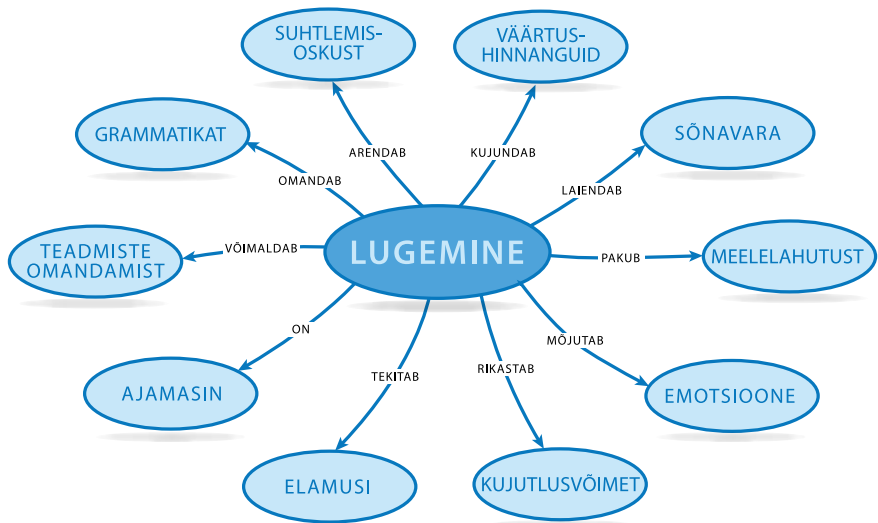 SUHTLEMIS-
OSKUST
VÄÄRTUS-
HINNANGUID
GRAMMATIKAT
SÕNAVARA
ARENDAB
KUJUNDAB
OMANDAB
LAIENDAB
TEADMISTE
OMANDAMIST
VÕIMALDAB
LUGEMINE
PAKUB
MEELELAHUTUST
ON
MÕJUTAB
TEKITAB
RIKASTAB
AJAMASIN
EMOTSIOONE
ELAMUSI
KUJUTLUSVÕIMET